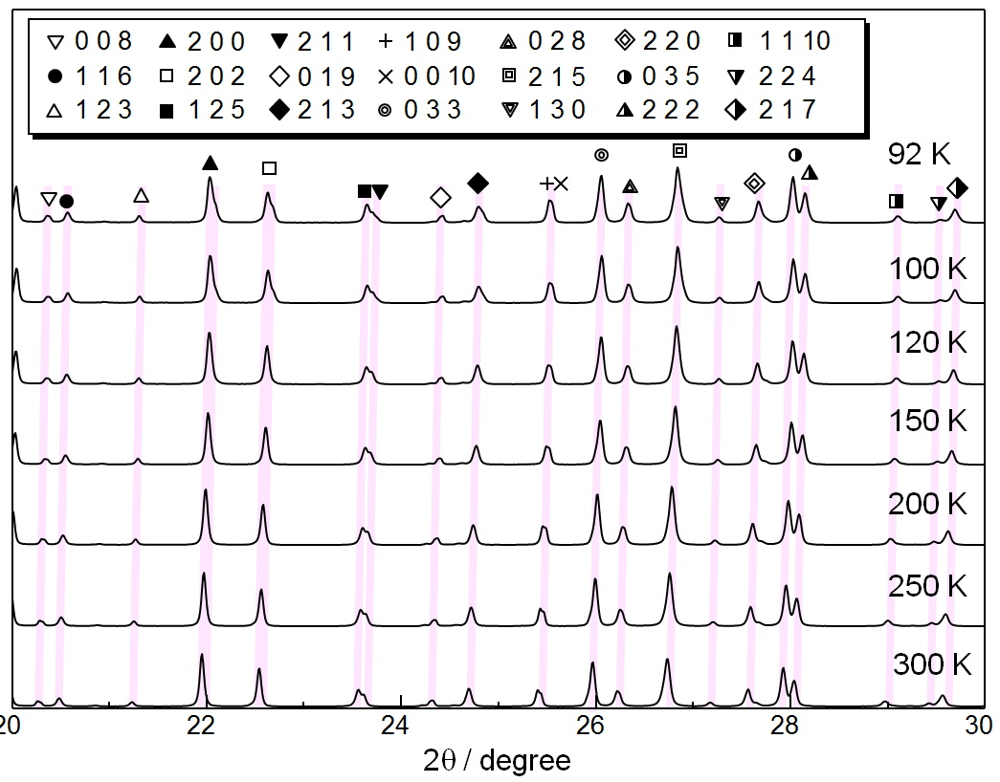 ▽ 0 0 8 ▲ 2 0 0 ▼ 2 1 1 + 1 0 9 ◬ 0 2 8 ◈ 2 2 0 ◨ 1 1 10
● 1 1 6 □ 2 0 2 ◇ 0 1 9 × 0 0 10 ▣ 2 1 5 ◑ 0 3 5 ⧩ 2 2 4
△ 1 2 3 ■ 1 2 5 ◆ 2 1 3 ◎ 0 3 3 ▽ 1 3 0 ◮ 2 2 2 ⬗ 2 1 7
92 K
100 K
120 K
150 K
200 K
250 K
300 K
20 22 24 26 28 30
2θ / degree